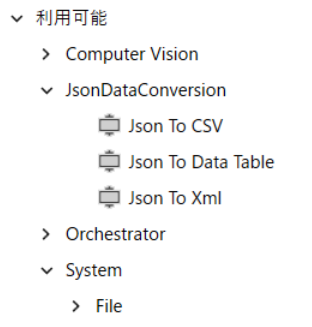 利用可能
Computer Vision
JsonDataConversion
Json To CSV
Json To Data Table
Json To Xml
Orchestrator
System
File